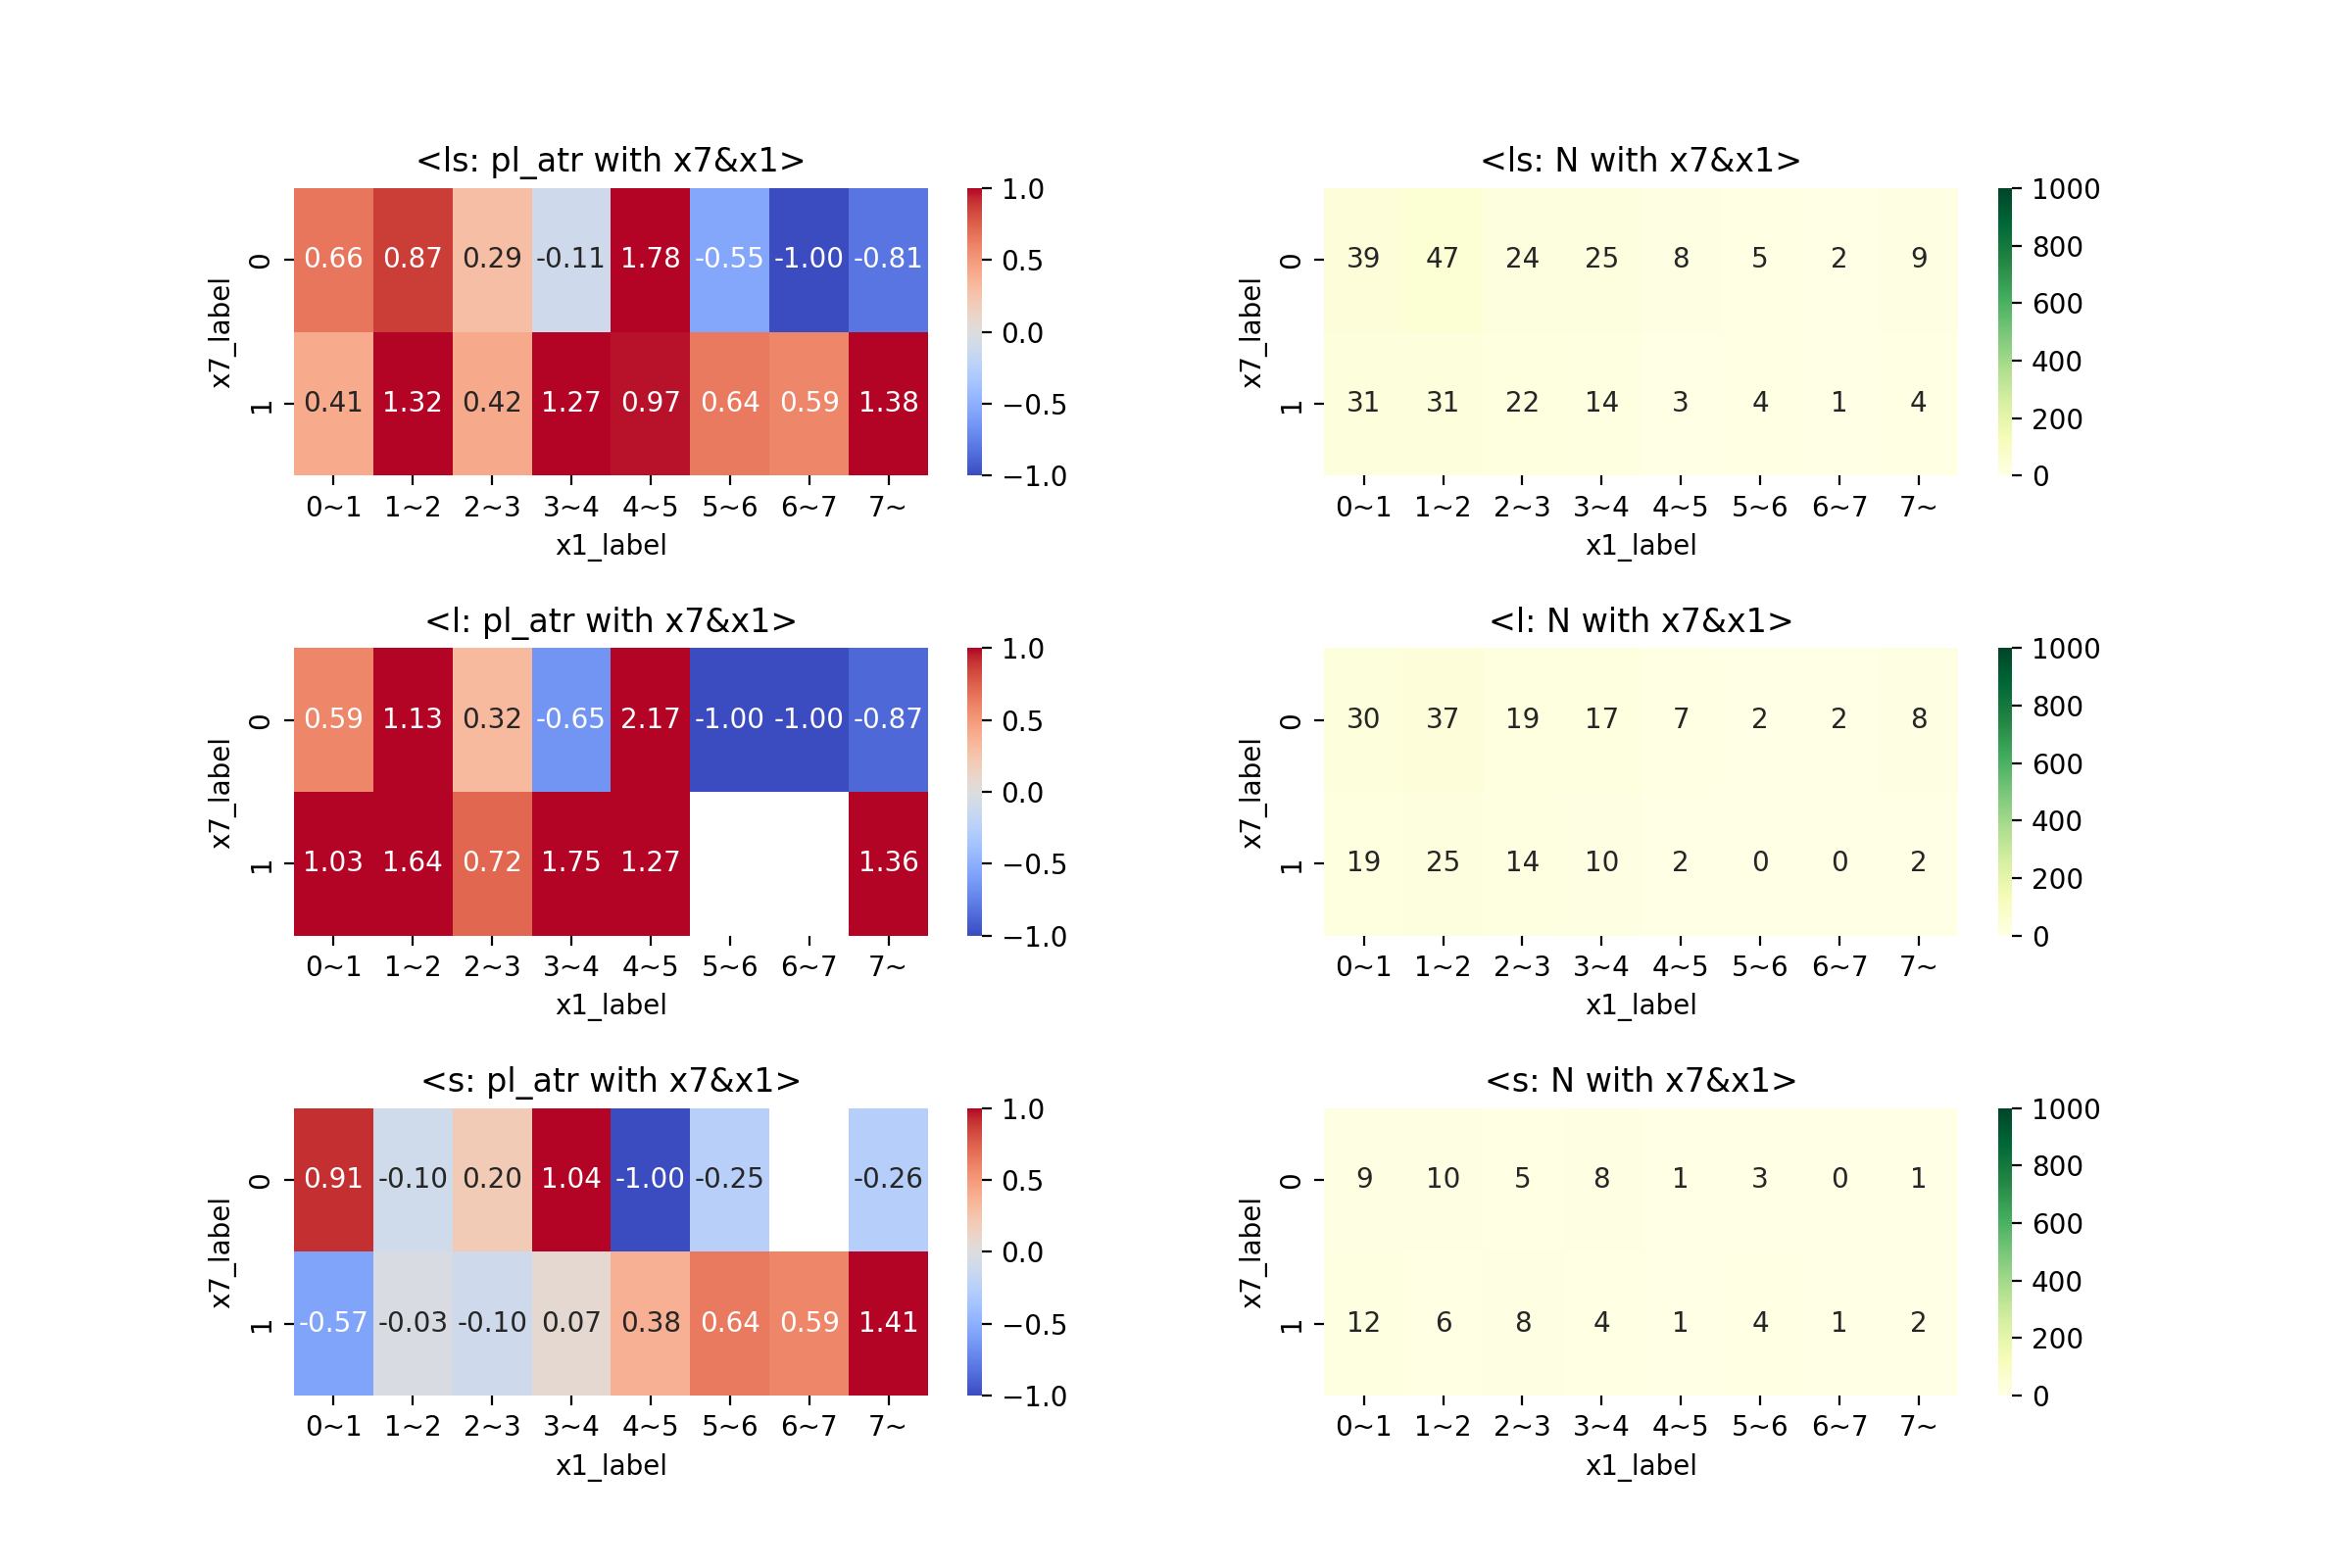 <ls: pl_atr with x7&x1>
x7_label
0 0.66 0.87 0.29 -0.11 1.78 -0.55 -1.00 -0.81
1 0.41 1.32 0.42 1.27 0.97 0.64 0.59 1.38
0~1 1~2 2~3 3~4 4~5 5~6 6~7 7~
x1_label
1.0
0.5
0.0
−0.5
−1.0
<ls: N with x7&x1>
x7_label
0 39 47 24 25 8 5 2 9
1 31 31 22 14 3 4 1 4
0~1 1~2 2~3 3~4 4~5 5~6 6~7 7~
x1_label
1000
800
600
400
200
0
<l: pl_atr with x7&x1>
x7_label
0 0.59 1.13 0.32 -0.65 2.17 -1.00 -1.00 -0.87
1 1.03 1.64 0.72 1.75 1.27 1.36
0~1 1~2 2~3 3~4 4~5 5~6 6~7 7~
x1_label
1.0
0.5
0.0
−0.5
−1.0
<l: N with x7&x1>
x7_label
0 30 37 19 17 7 2 2 8
1 19 25 14 10 2 0 0 2
0~1 1~2 2~3 3~4 4~5 5~6 6~7 7~
x1_label
1000
800
600
400
200
0
<s: pl_atr with x7&x1>
x7_label
0 0.91 -0.10 0.20 1.04 -1.00 -0.25 -0.26
1 -0.57 -0.03 -0.10 0.07 0.38 0.64 0.59 1.41
0~1 1~2 2~3 3~4 4~5 5~6 6~7 7~
x1_label
1.0
0.5
0.0
−0.5
−1.0
<s: N with x7&x1>
x7_label
0 9 10 5 8 1 3 0 1
1 12 6 8 4 1 4 1 2
0~1 1~2 2~3 3~4 4~5 5~6 6~7 7~
x1_label
1000
800
600
400
200
0